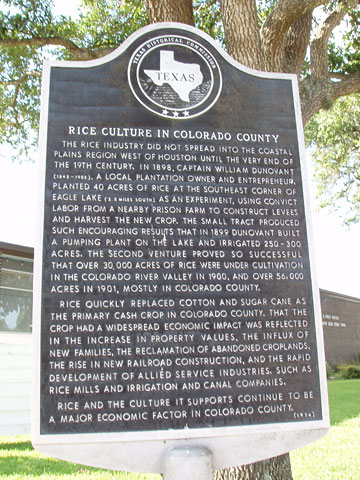 TEXAS HISTORICAL COMMISSION
TEXAS
RICE CULTURE IN COLORADO COUNTY
THE RICE INDUSTRY DID NOT SPREAD INTO THE COASTAL
PLAINS REGION WEST OF HOUSTON UNTIL THE VERY END OF
THE 19TH CENTURY. IN 1898, CAPTAIN WILLIAM DUNOVANT
A LOCAL PLANTATION OWNER AND ENTREPRENEUR,
PLANTED 40 ACRES OF RICE AT THE SOUTHEAST CORNER OF
EAGLE LAKE (2.5 MILES SOUTH) AS AN EXPERIMENT, USING CONVICT
LABOR FROM A NEARBY PRISON FARM TO CONSTRUCT LEVEES
AND HARVEST THE NEW CROP. THE SMALL TRACT PRODUCED
SUCH ENCOURAGING RESULTS THAT IN 1899 DUNOVANT BUILT
A PUMPING PLANT ON THE LAKE AND IRRIGATED 250-300
ACRES. THE SECOND VENTURE PROVED SO SUCCESSFUL
THAT OVER 30,000 ACRES OF RICE WERE UNDER CULTIVATION
IN THE COLORADO RIVER VALLEY IN 1900, AND OVER 56,000
ACRES IN 1901, MOSTLY IN COLORADO COUNTY.
RICE QUICKLY REPLACED COTTON AND SUGAR CANE AS
THE PRIMARY CASH CROP IN COLORADO COUNTY. THAT THE
CROP HAD A WIDESPREAD ECONOMIC IMPACT WAS REFLECTED
IN THE INCREASE IN PROPERTY VALUES, THE INFLUX OF
NEW FAMILIES, THE RECLAMATION OF ABANDONED CROPLANDS,
THE RISE IN NEW RAILROAD CONSTRUCTION, AND THE RAPID
DEVELOPMENT OF ALLIED SERVICE INDUSTRIES, SUCH AS
RICE MILLS AND IRRIGATION AND CANAL COMPANIES.
RICE AND THE CULTURE IT SUPPORTS CONTINUE TO BE
A MAJOR ECONOMIC FACTOR IN COLORADO COUNTY.